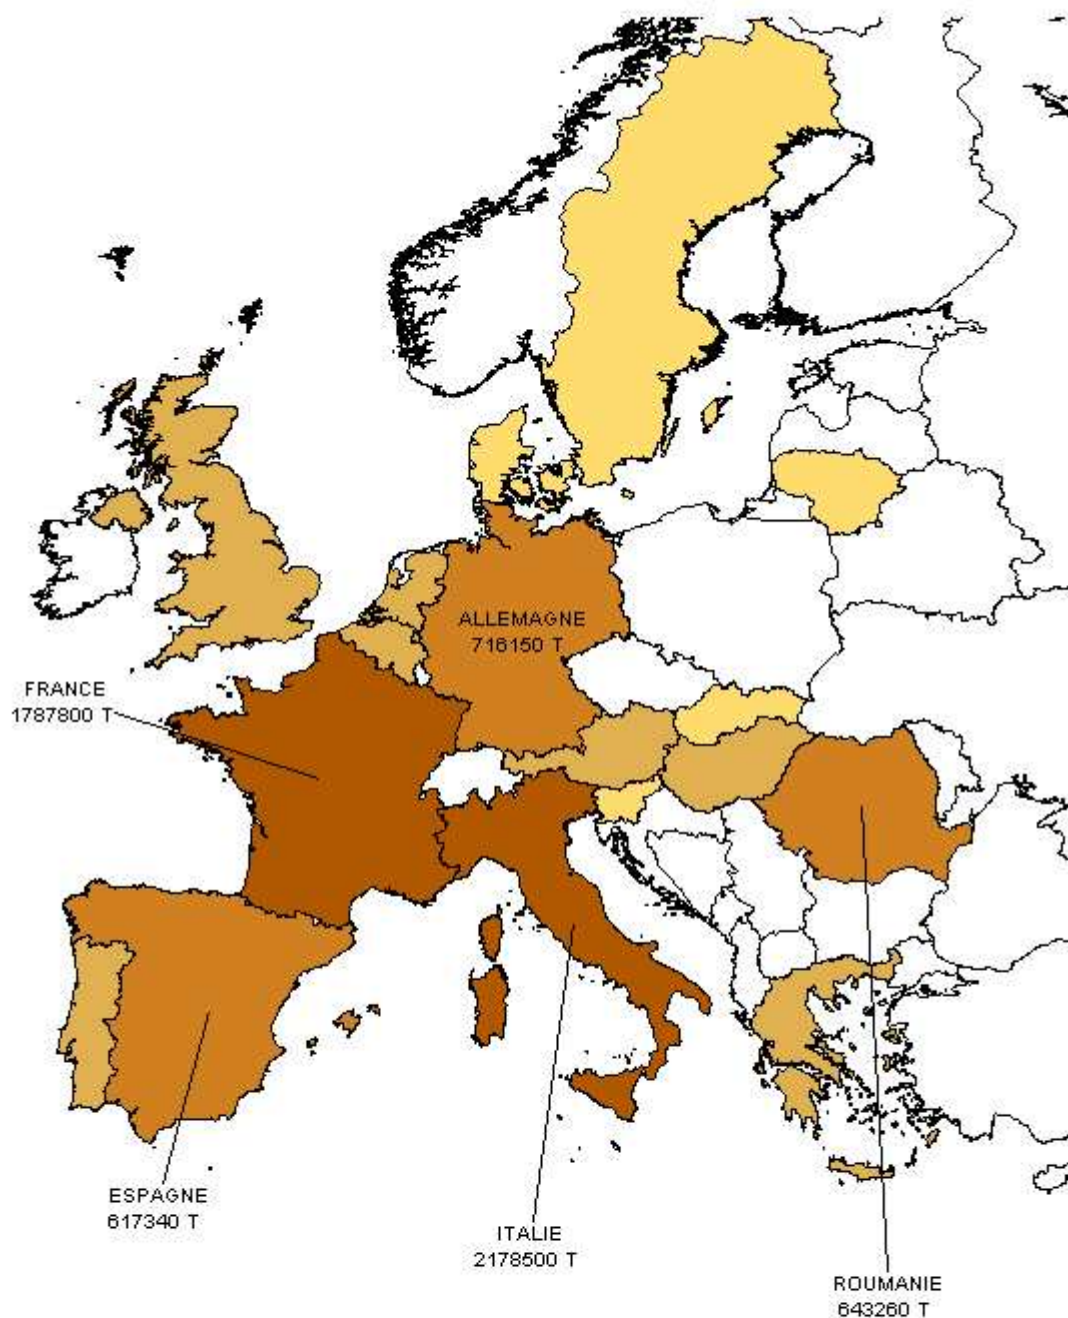 ALLEMAGNE
716150 T
FRANCE
1787800 T
ESPAGNE
617340 T
ITALIE
2178500 T
ROUMANIE
643260 T